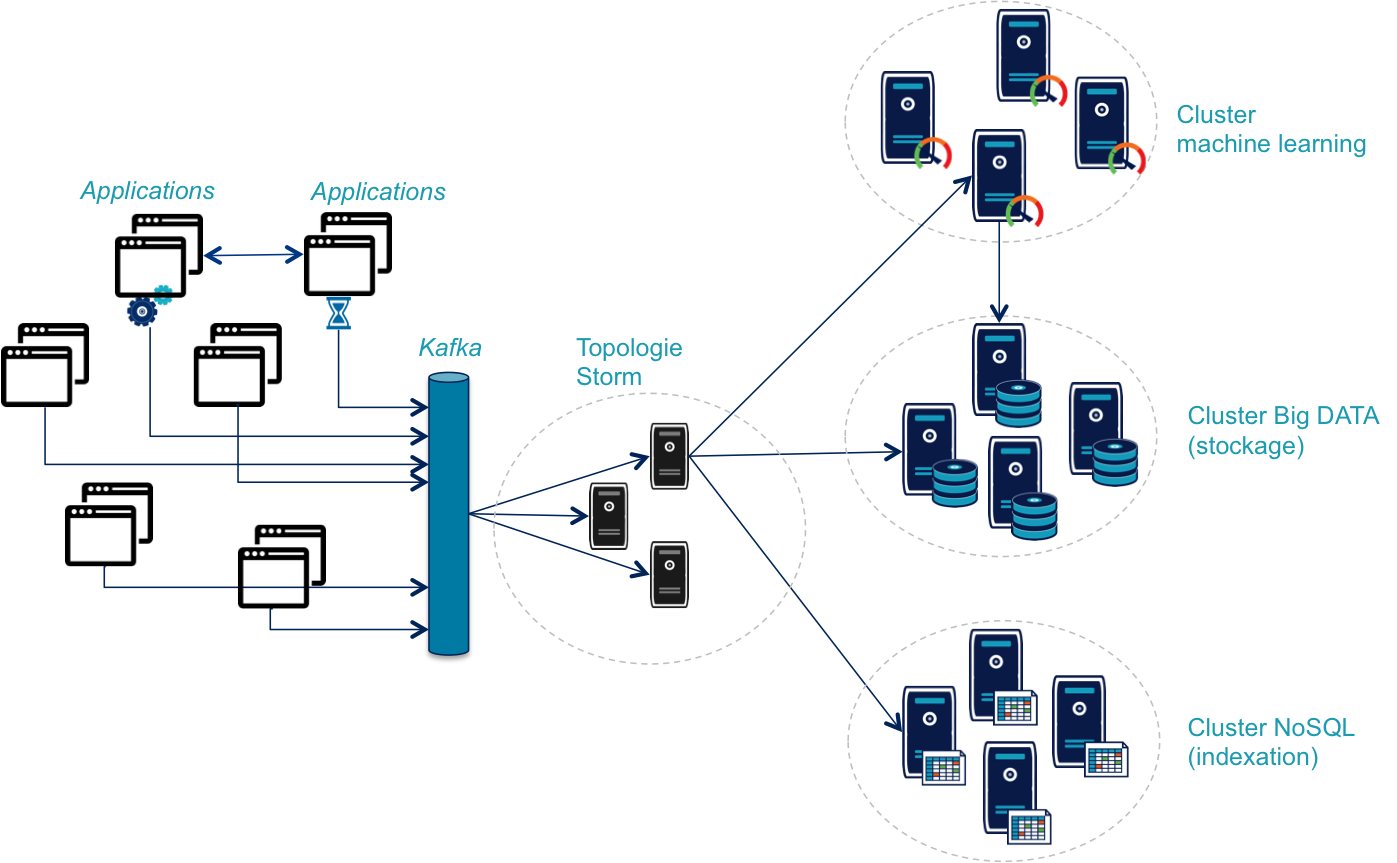 Applications
Applications
Kafka
Topologie
Storm
Cluster
machine learning
Cluster Big DATA
(stockage)
Cluster NoSQL
(indexation)